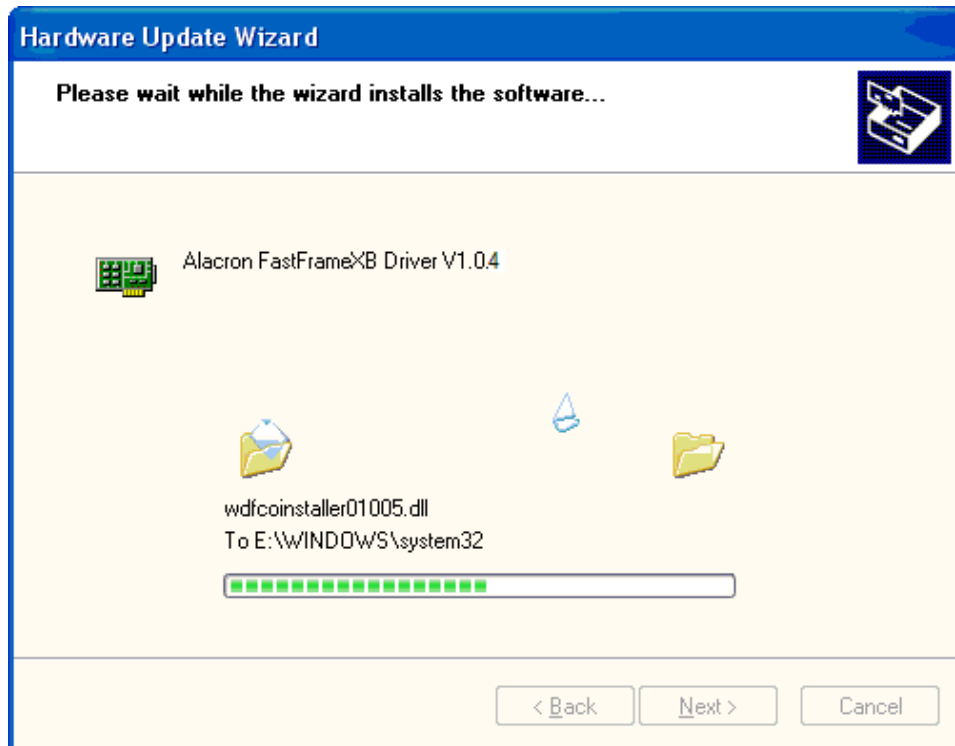 Hardware Update Wizard
Please wait while the wizard installs the software...
Alacron FastFrameXB Driver V1.0.4
wdfcoinstaller01005.dll
To E:\WINDOWS\system32
< Back
Next >
Cancel